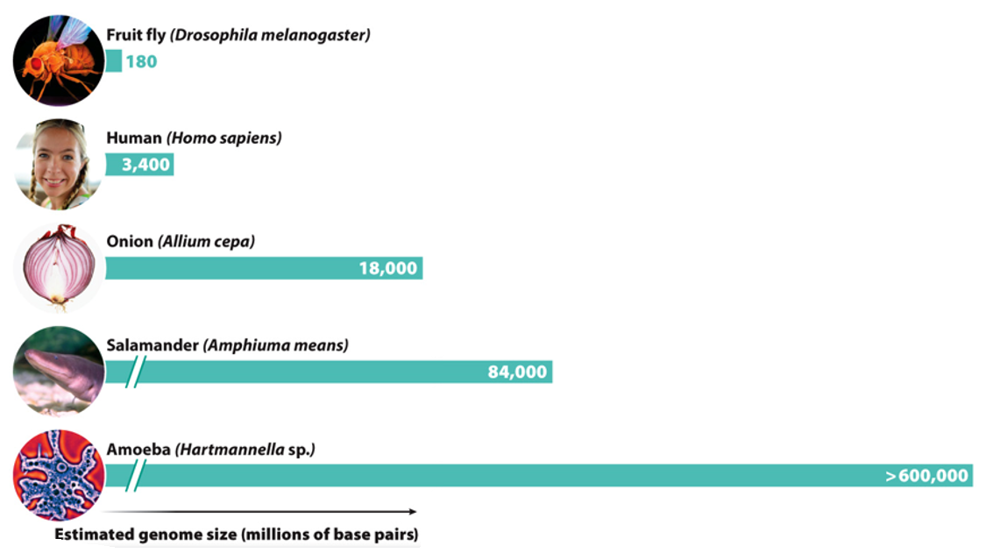 Fruit fly (Drosophila melanogaster)
180
Human (Homo sapiens)
3,400
Onion (Allium cepa)
18,000
Salamander (Amphiuma means)
84,000
Amoeba (Hartmannella sp.)
>600,000
Estimated genome size (millions of base pairs)